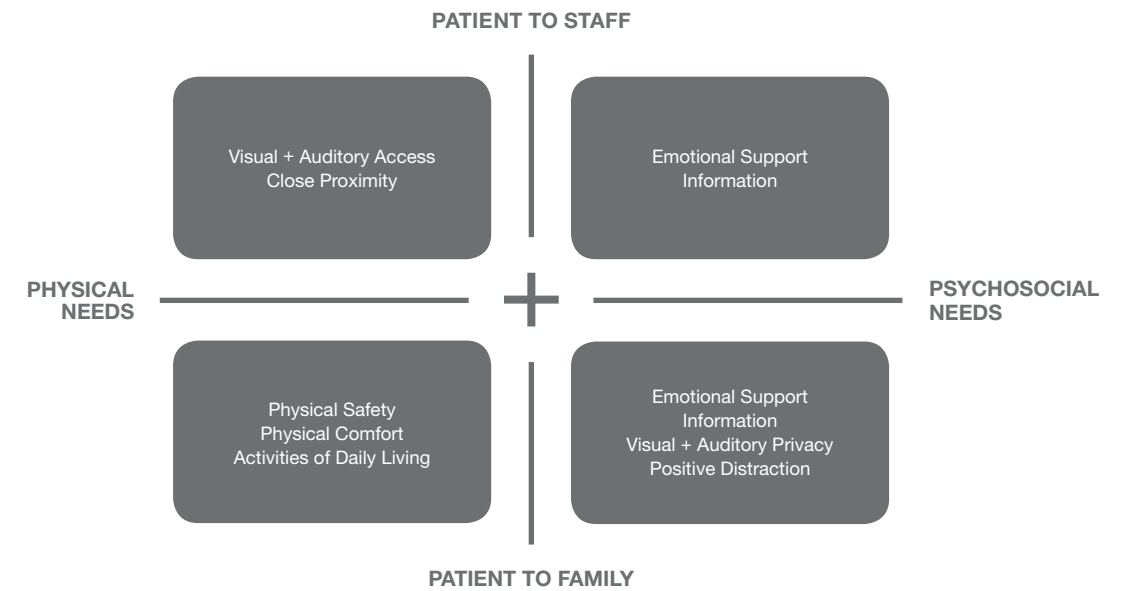 PATIENT TO STAFF
Visual + Auditory Access
Close Proximity
Emotional Support
Information
PHYSICAL
NEEDS
PSYCHOSOCIAL
NEEDS
Physical Safety
Physical Comfort
Activities of Daily Living
Emotional Support
Information
Visual + Auditory Privacy
Positive Distraction
PATIENT TO FAMILY